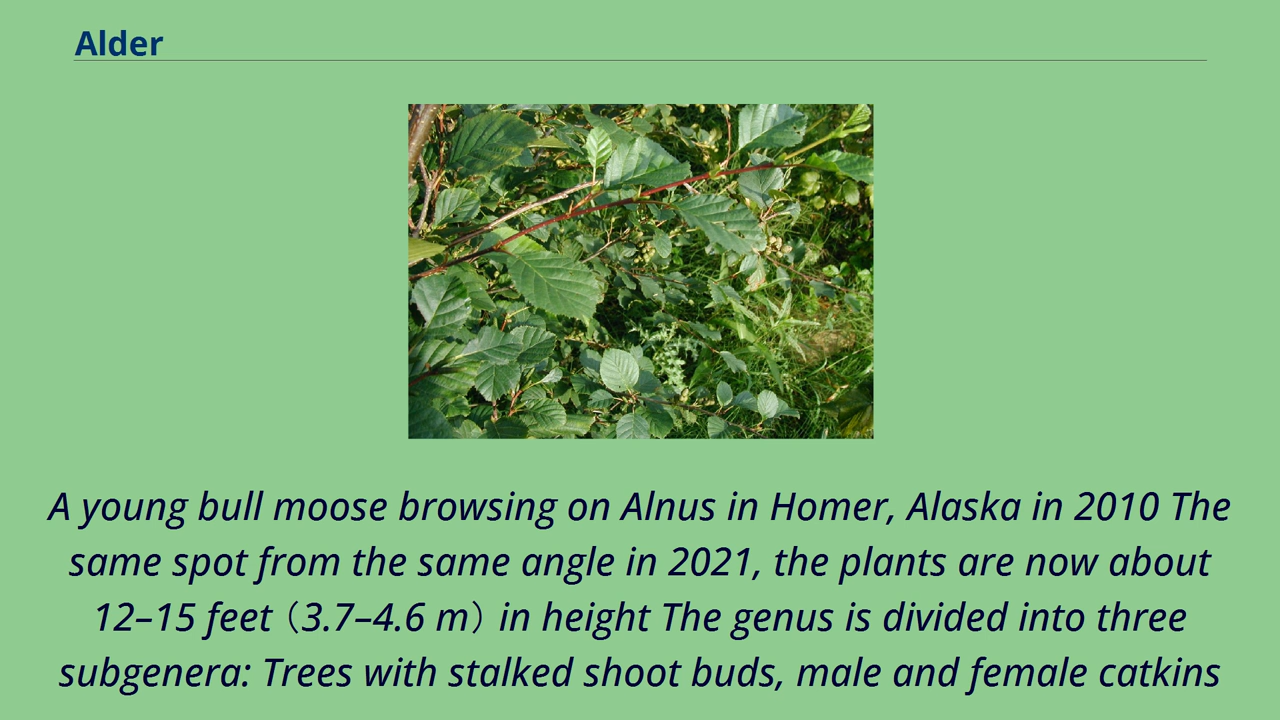 Alder
A young bull moose browsing on Alnus in Homer, Alaska in 2010 The
same spot from the same angle in 2021, the plants are now about
12–15 feet（3.7–4.6 m）in height The genus is divided into three
subgenera: Trees with stalked shoot buds, male and female catkins